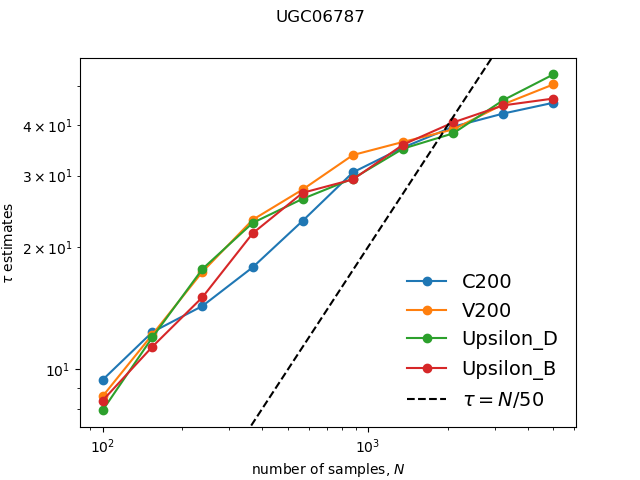 UGC06787
τ estimates
4 × 10¹
3 × 10¹
2 × 10¹
10¹
10²
10³
number of samples, N
C200
V200
Upsilon_D
Upsilon_B
τ = N/50